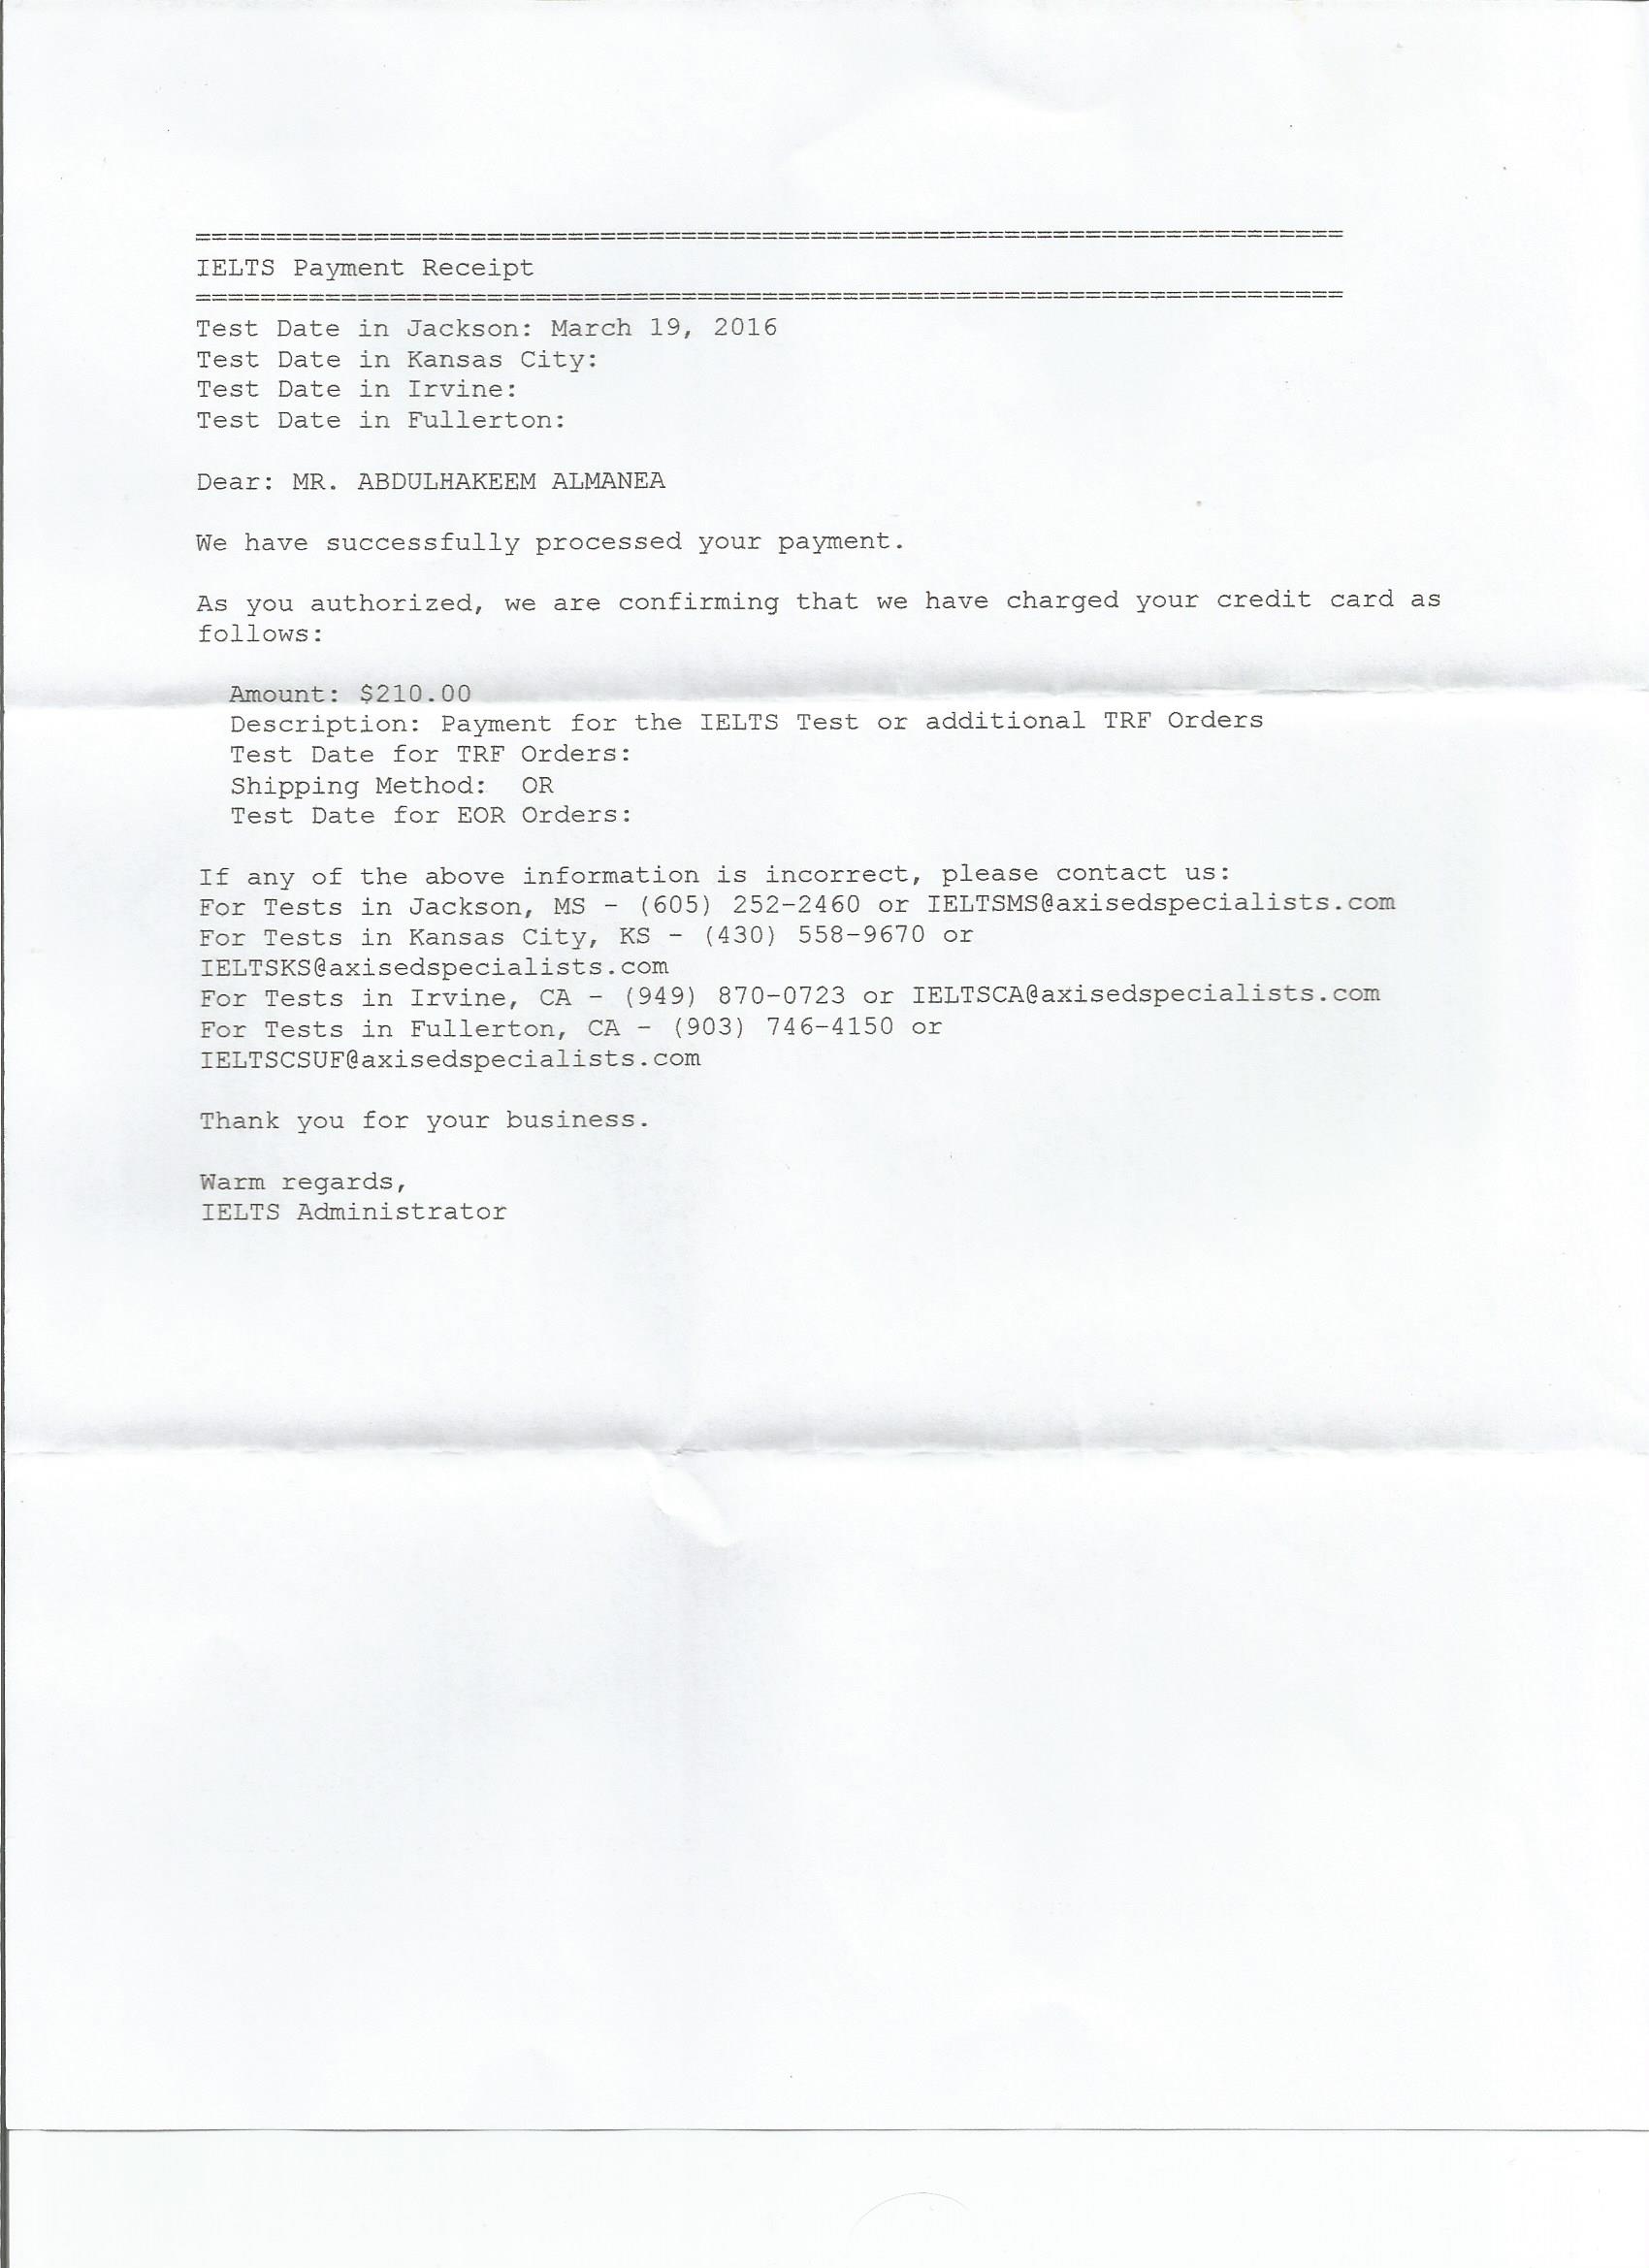 ======================================================================
IELTS Payment Receipt
======================================================================
Test Date in Jackson: March 19, 2016
Test Date in Kansas City:
Test Date in Irvine:
Test Date in Fullerton:
Dear: MR. ABDULHAKEEM ALMANEA
We have successfully processed your payment.
As you authorized, we are confirming that we have charged your credit card as
follows:
Amount: $210.00
Description: Payment for the IELTS Test or additional TRF Orders
Test Date for TRF Orders:
Shipping Method:  OR
Test Date for EOR Orders:
If any of the above information is incorrect, please contact us:
For Tests in Jackson, MS - (605) 252-2460 or IELTSMS@axisedspecialists.com
For Tests in Kansas City, KS - (430) 558-9670 or
IELTSKS@axisedspecialists.com
For Tests in Irvine, CA - (949) 870-0723 or IELTSCA@axisedspecialists.com
For Tests in Fullerton, CA - (903) 746-4150 or
IELTSCSUF@axisedspecialists.com
Thank you for your business.
Warm regards,
IELTS Administrator